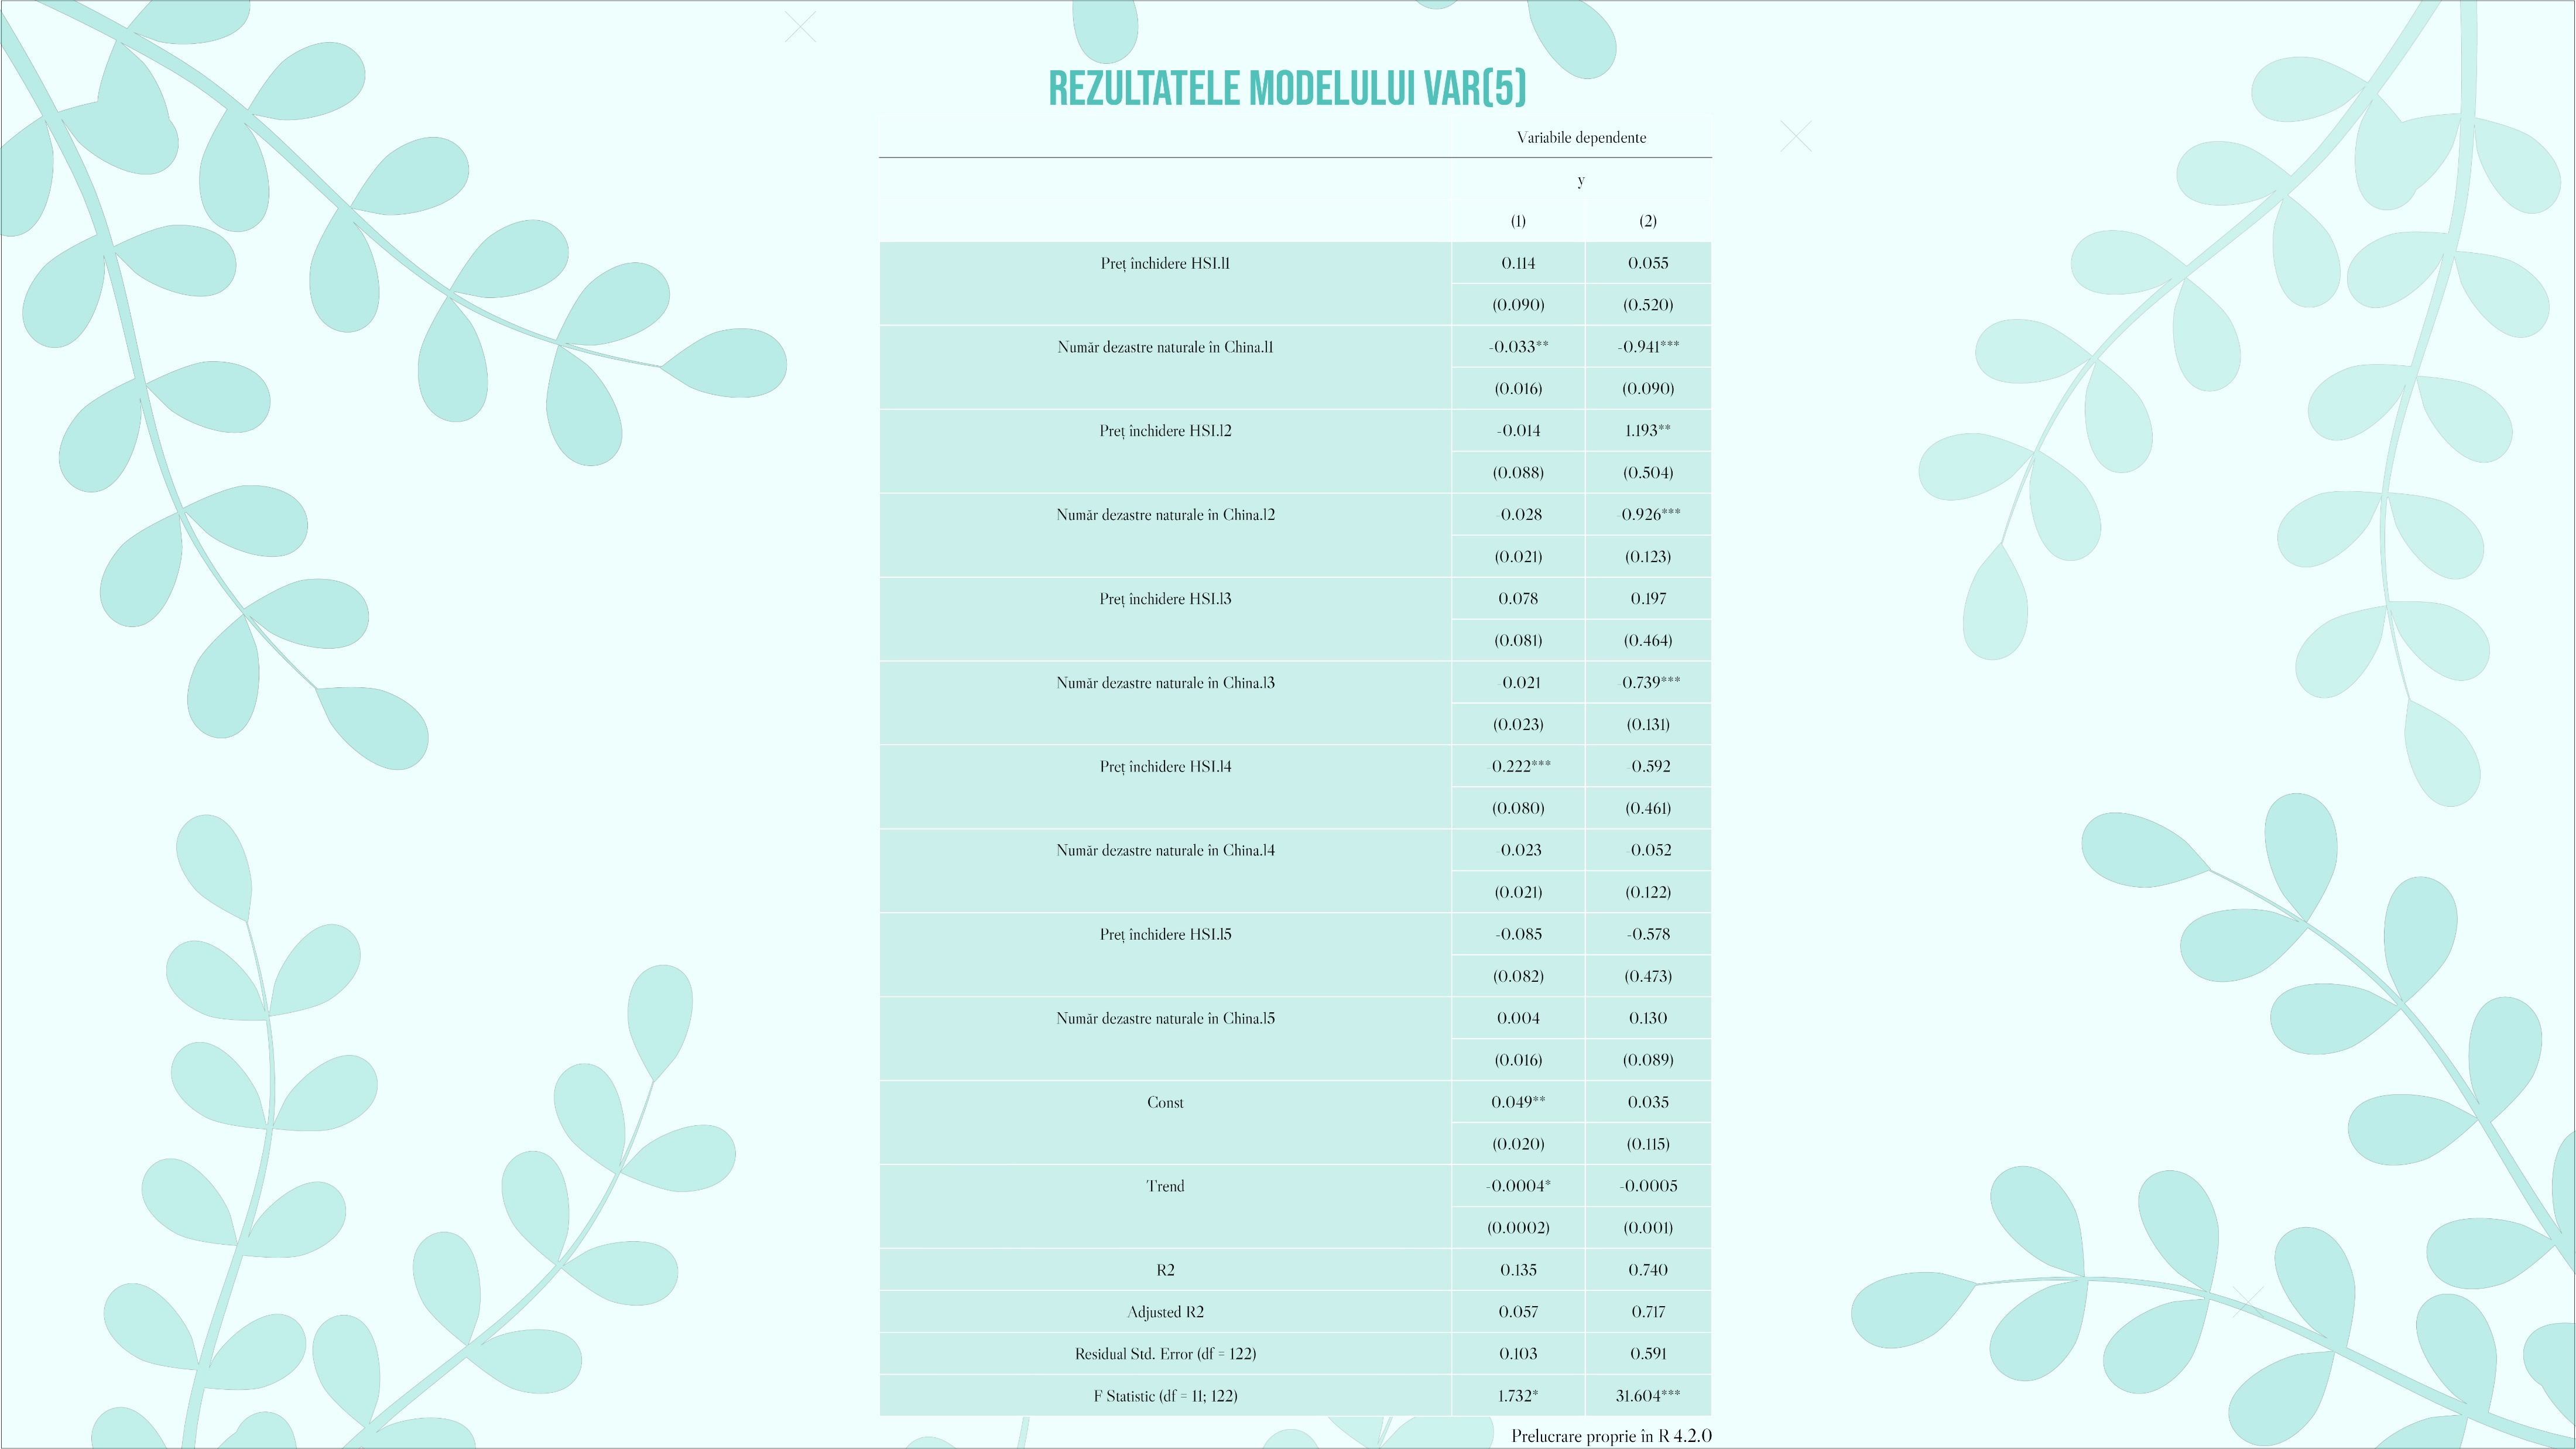 REZULTATELE MODELULUI VAR(5)
Variabile dependente
y
(1) (2)
Preț închidere HSI.l1 0.114 0.055
(0.090) (0.520)
Număr dezastre naturale în China.l1 -0.033** -0.941***
(0.016) (0.090)
Preț închidere HSI.l2 -0.014 1.193**
(0.088) (0.504)
Număr dezastre naturale în China.l2 -0.028 -0.926***
(0.021) (0.123)
Preț închidere HSI.l3 0.078 0.197
(0.081) (0.464)
Număr dezastre naturale în China.l3 -0.021 -0.739***
(0.023) (0.131)
Preț închidere HSI.l4 -0.222*** -0.592
(0.080) (0.461)
Număr dezastre naturale în China.l4 -0.023 -0.052
(0.021) (0.122)
Preț închidere HSI.l5 -0.085 -0.578
(0.082) (0.473)
Număr dezastre naturale în China.l5 0.004 0.130
(0.016) (0.089)
Const 0.049** 0.035
(0.020) (0.115)
Trend -0.0004* -0.0005
(0.0002) (0.001)
R2 0.135 0.740
Adjusted R2 0.057 0.717
Residual Std. Error (df = 122) 0.103 0.591
F Statistic (df = 11; 122) 1.732* 31.604***
Prelucrare proprie în R 4.2.0